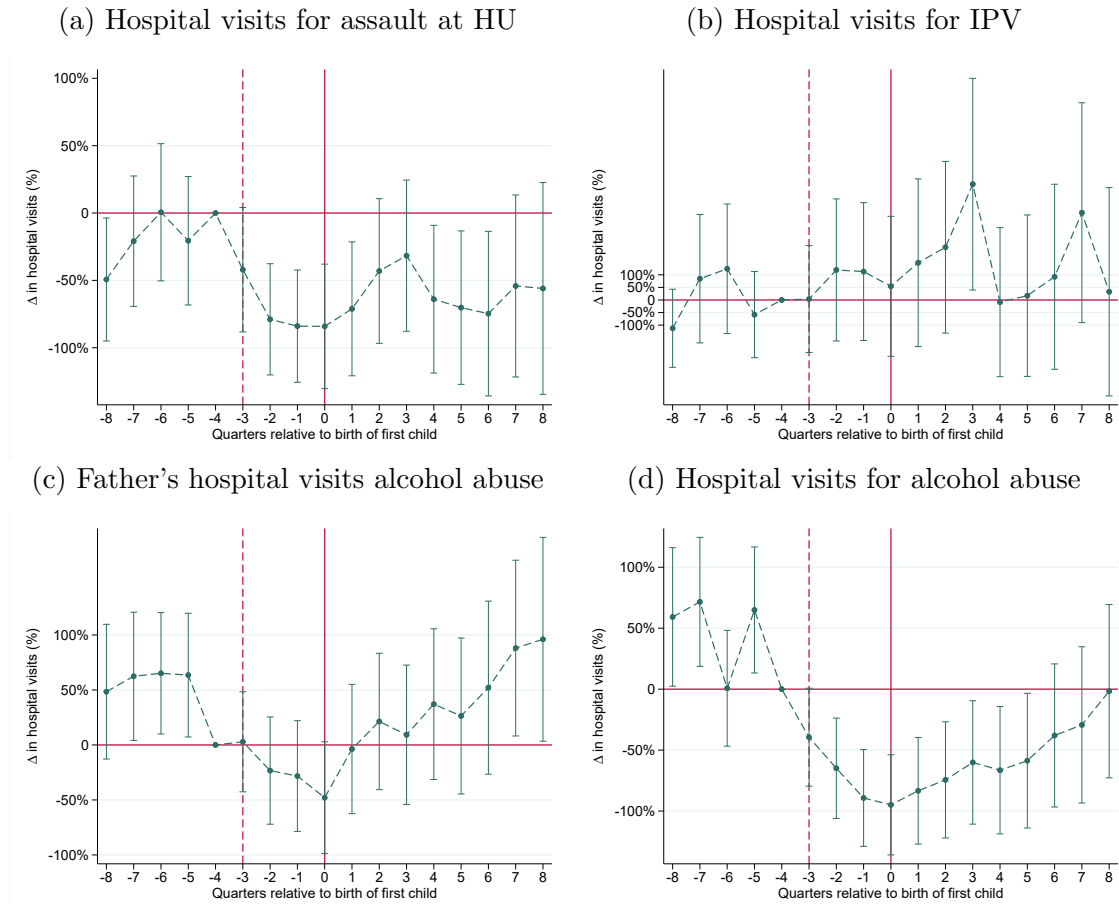 (a) Hospital visits for assault at HU
100%
50%
0
-50%
-100%
Δ in hospital visits (%)
-8 -7 -6 -5 -4 -3 -2 -1 0 1 2 3 4 5 6 7 8
Quarters relative to birth of first child
(b) Hospital visits for IPV
100%
50%
0
-50%
-100%
Δ in hospital visits (%)
-8 -7 -6 -5 -4 -3 -2 -1 0 1 2 3 4 5 6 7 8
Quarters relative to birth of first child
(c) Father's hospital visits alcohol abuse
100%
50%
0
-50%
-100%
Δ in hospital visits (%)
-8 -7 -6 -5 -4 -3 -2 -1 0 1 2 3 4 5 6 7 8
Quarters relative to birth of first child
(d) Hospital visits for alcohol abuse
100%
50%
0
-50%
-100%
Δ in hospital visits (%)
-8 -7 -6 -5 -4 -3 -2 -1 0 1 2 3 4 5 6 7 8
Quarters relative to birth of first child